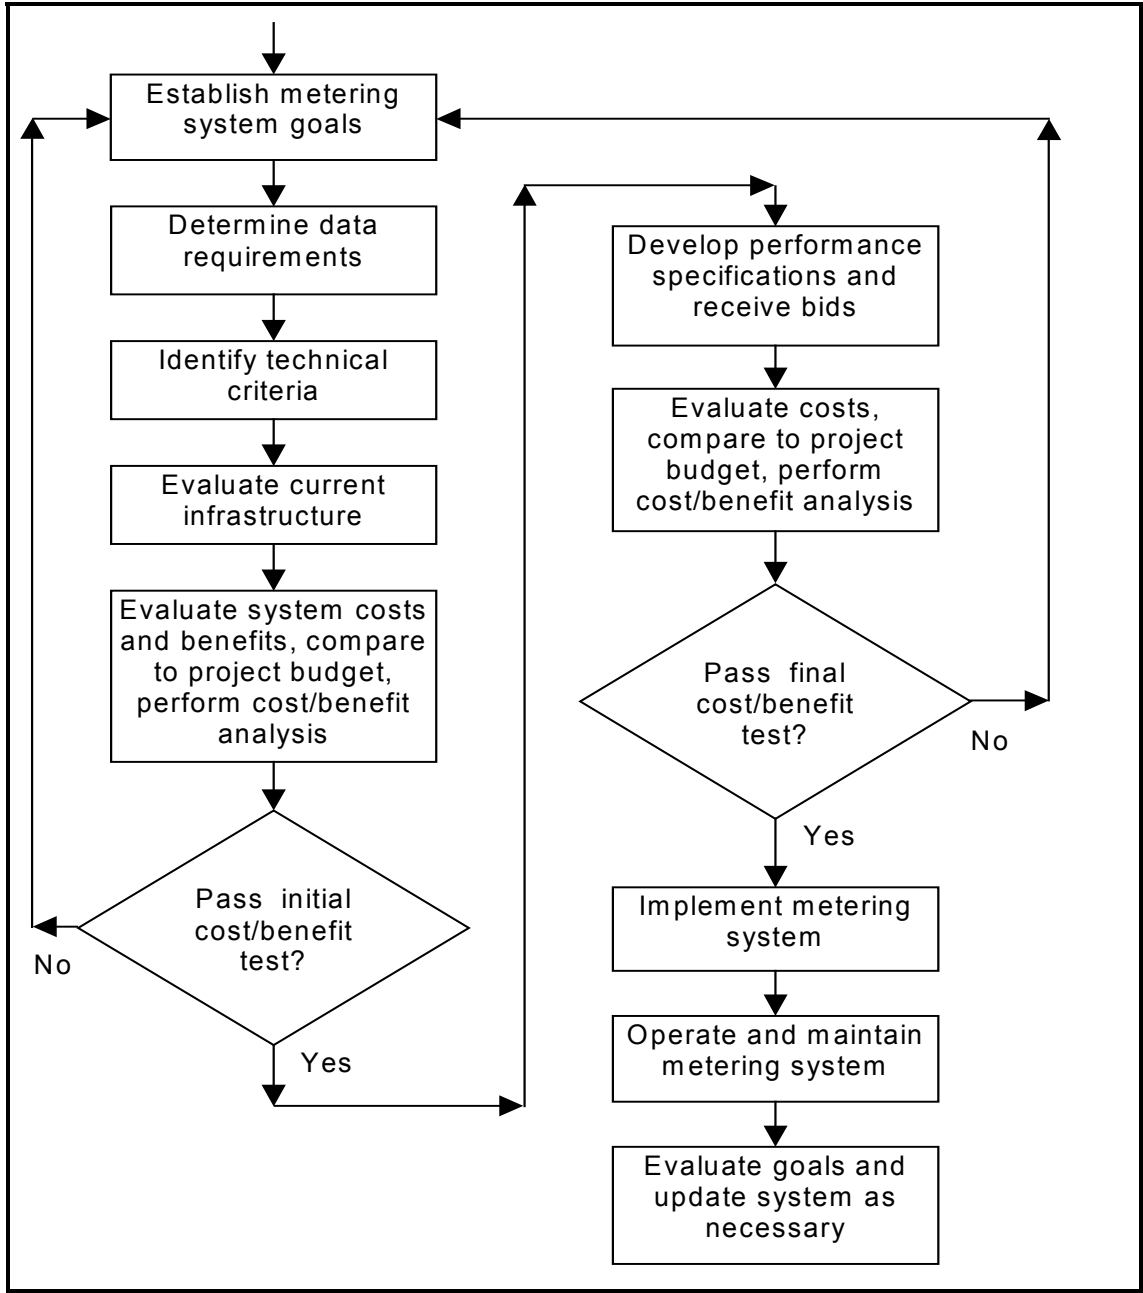 Establish metering
system goals
Determine data
requirements
Identify technical
criteria
Evaluate current
infrastructure
Evaluate system costs
and benefits, compare
to project budget,
perform cost/benefit
analysis
Pass initial
cost/benefit
test?
No
Yes
Develop performance
specifications and
receive bids
Evaluate costs,
compare to project
budget, perform
cost/benefit analysis
Pass final
cost/benefit
test?
No
Yes
Implement metering
system
Operate and maintain
metering system
Evaluate goals and
update system as
necessary